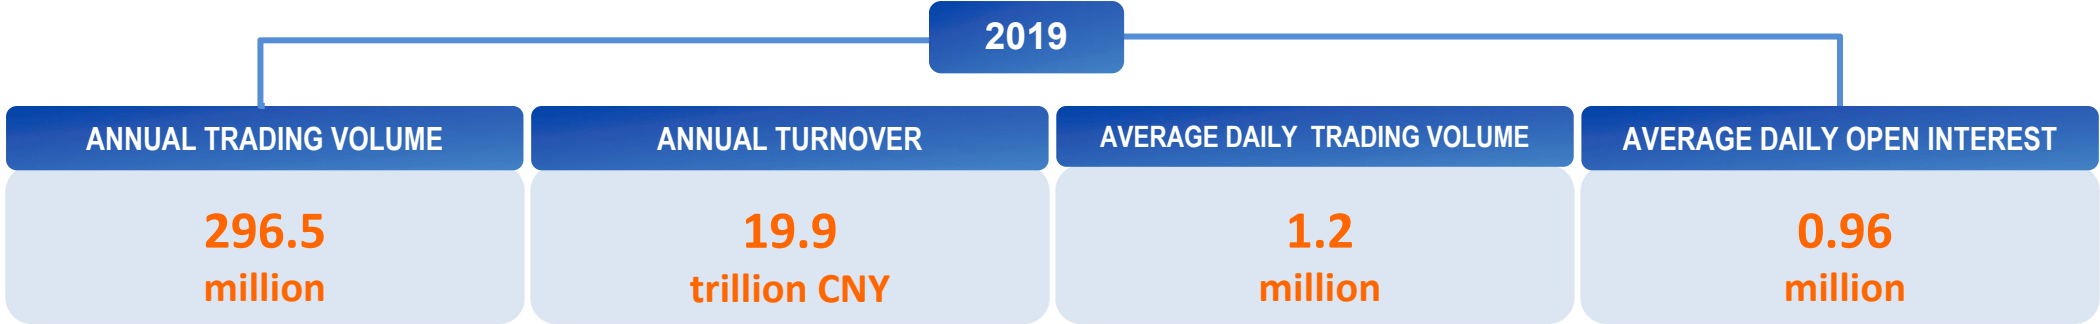 2019
ANNUAL TRADING VOLUME
296.5
million
ANNUAL TURNOVER
19.9
trillion CNY
AVERAGE DAILY TRADING VOLUME
1.2
million
AVERAGE DAILY OPEN INTEREST
0.96
million